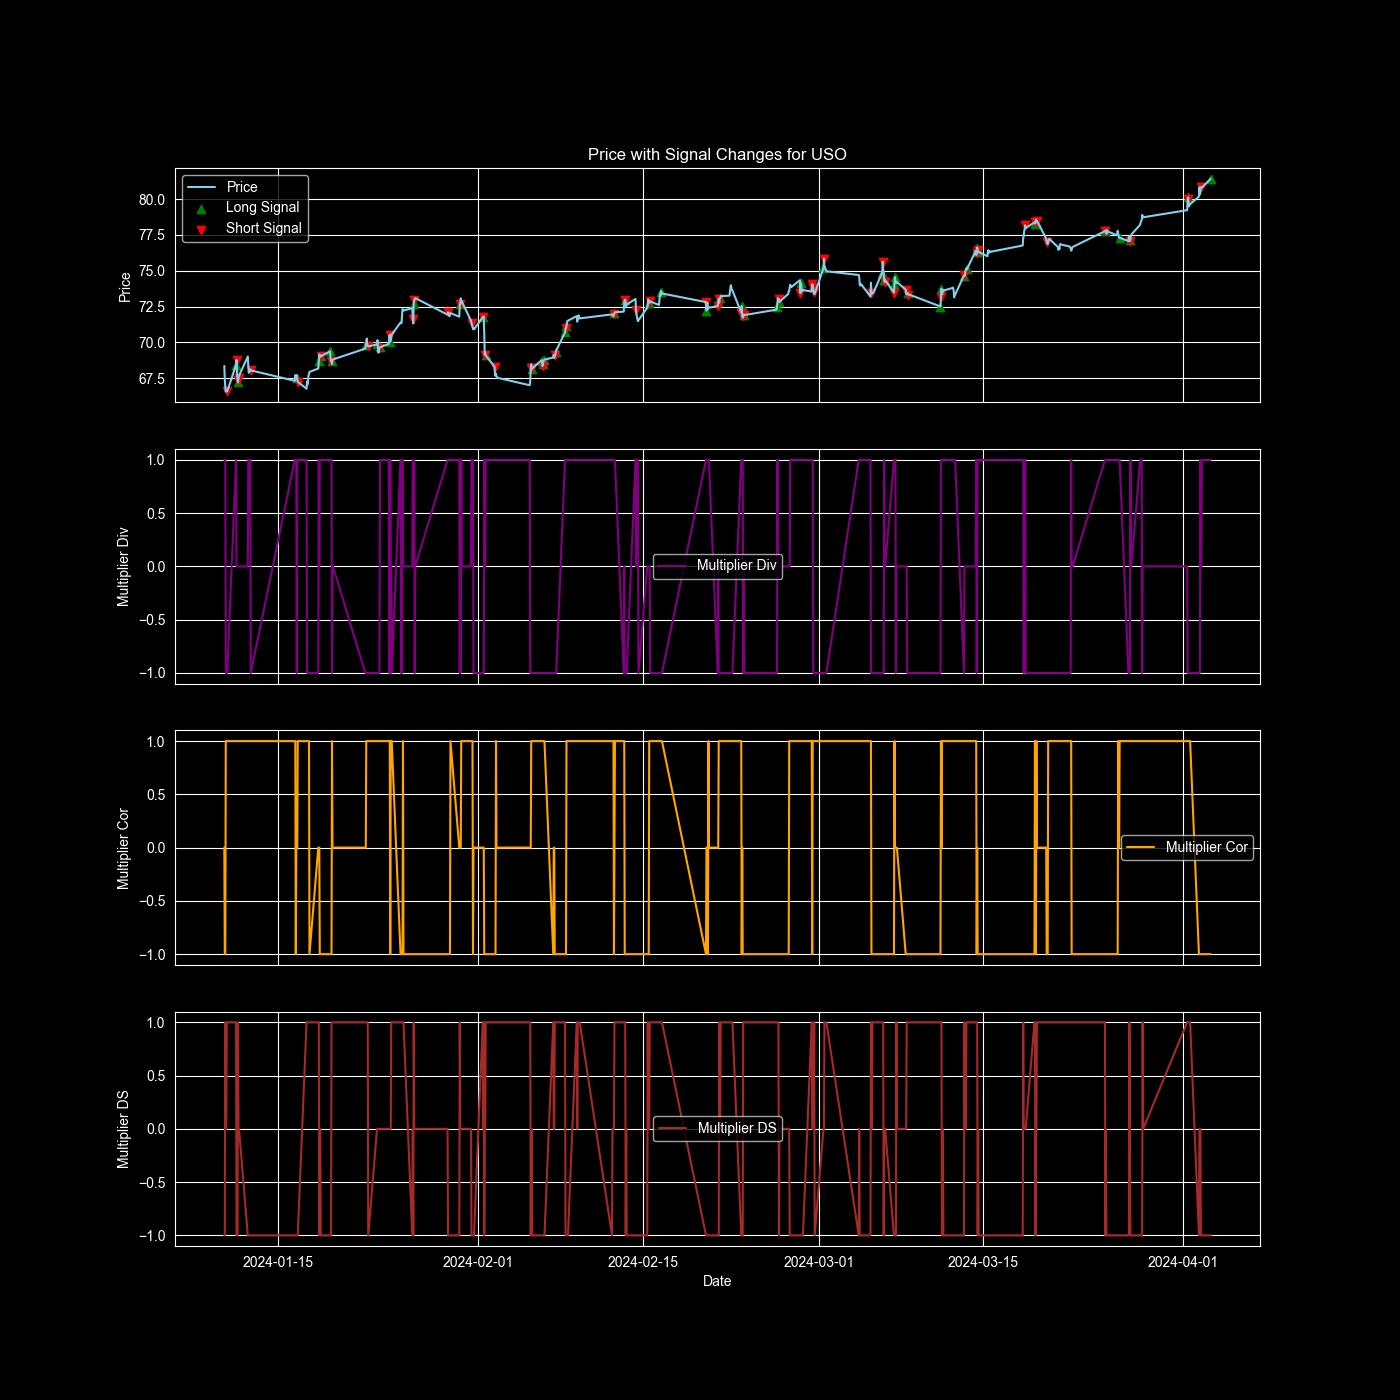 Price with Signal Changes for USO
Price
Long Signal
Short Signal
80.0
77.5
75.0
72.5
70.0
67.5
Price
1.0
0.5
0.0
−0.5
−1.0
Multiplier Div
Multiplier Div
1.0
0.5
0.0
−0.5
−1.0
Multiplier Cor
Multiplier Cor
1.0
0.5
0.0
−0.5
−1.0
Multiplier DS
Multiplier DS
2024-01-15 2024-02-01 2024-02-15 2024-03-01 2024-03-15 2024-04-01
Date